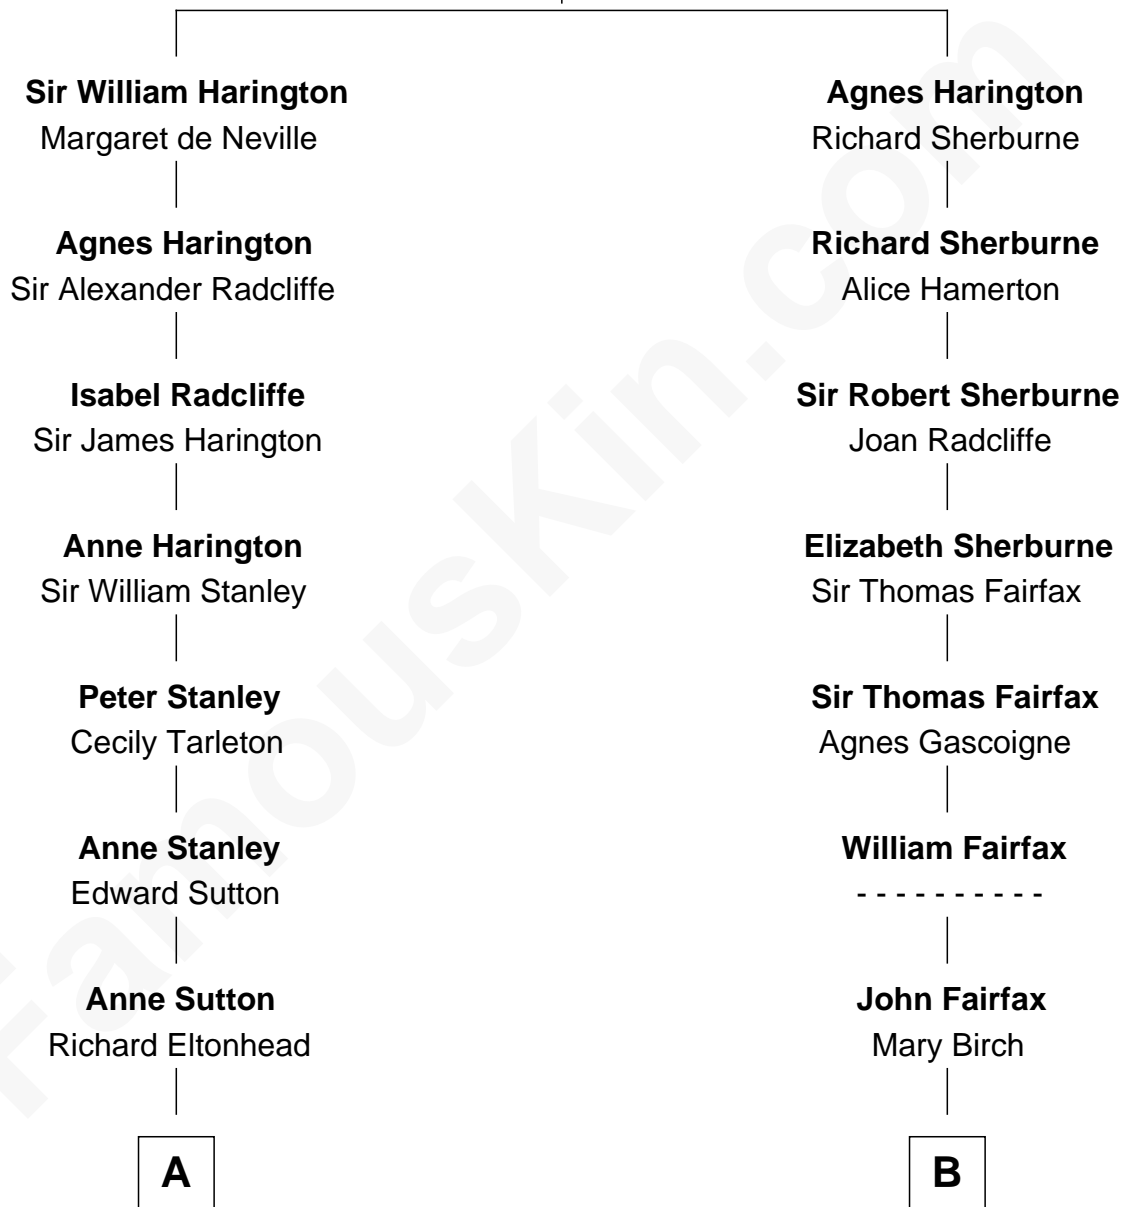 Sir William Harington
Margaret de Neville
Agnes Harington
Sir Alexander Radcliffe
Isabel Radcliffe
Sir James Harington
Anne Harington
Sir William Stanley
Peter Stanley
Cecily Tarleton
Anne Stanley
Edward Sutton
Anne Sutton
Richard Eltonhead
A
Agnes Harington
Richard Sherburne
Richard Sherburne
Alice Hamerton
Sir Robert Sherburne
Joan Radcliffe
Elizabeth Sherburne
Sir Thomas Fairfax
Sir Thomas Fairfax
Agnes Gascoigne
William Fairfax
- - - - - - - - - -
John Fairfax
Mary Birch
B
FamousKin.com